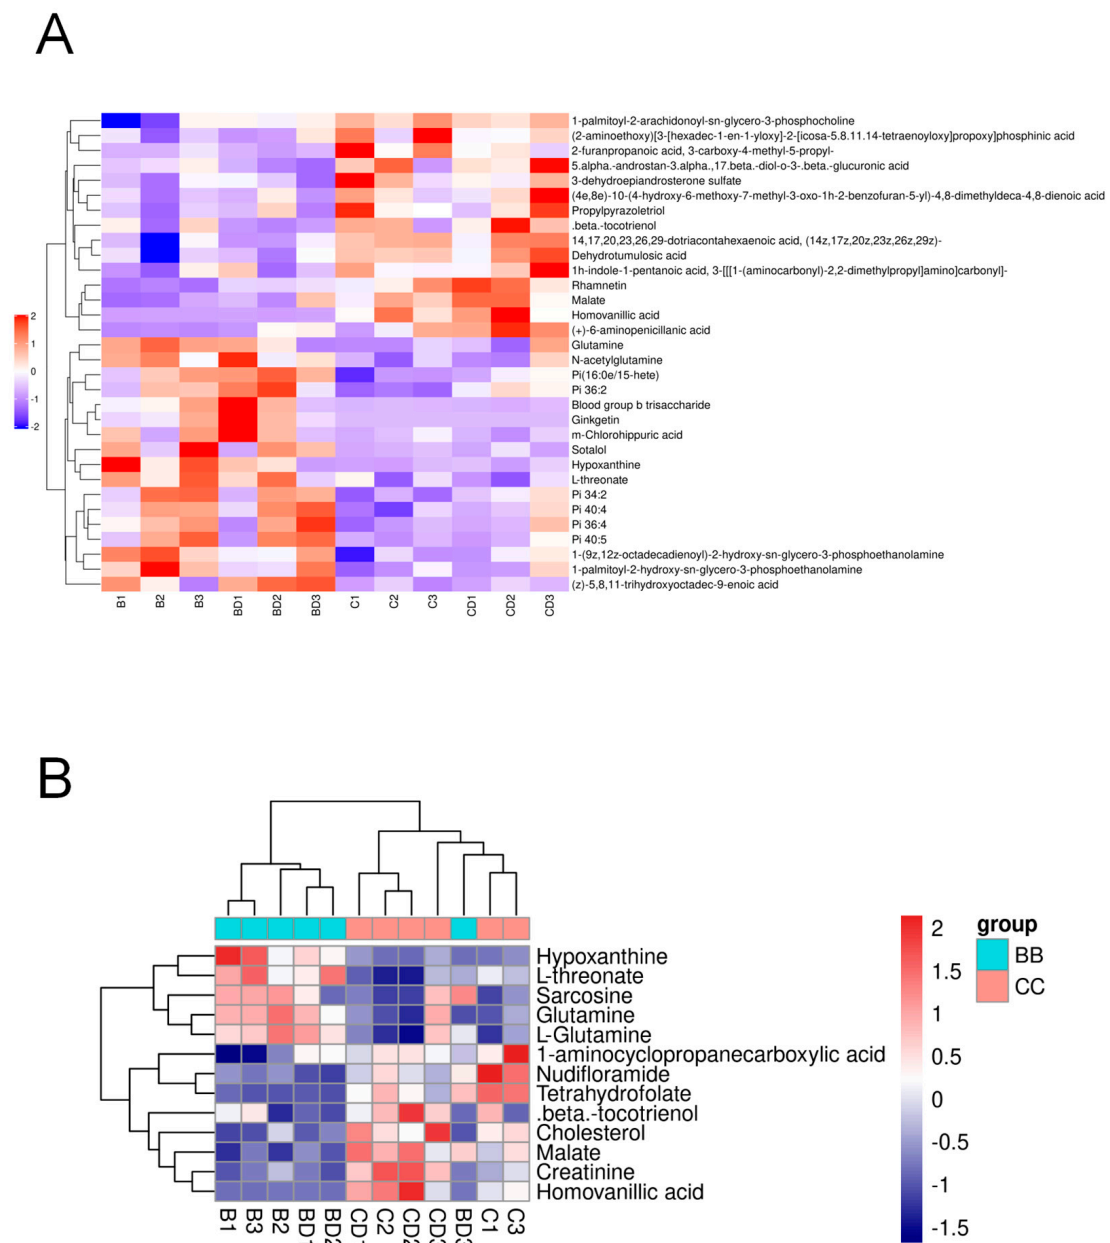 A
1-palmitoyl-2-arachidonoyl-sn-glycero-3-phosphocholine
(2-aminoethoxy)[3-[hexadec-1-en-1-yloxy]-2-[icosa-5.8.11.14-tetraenoyloxy]propoxy]phosphinic acid
2-furanpropanoic acid, 3-carboxy-4-methyl-5-propyl-
5.alpha.-androstan-3.alpha.,17.beta.-diol-o-3-.beta.-glucuronic acid
3-dehydroepiandrosterone sulfate
(4e,8e)-10-(4-hydroxy-6-methoxy-7-methyl-3-oxo-1h-2-benzofuran-5-yl)-4,8-dimethyldeca-4,8-dienoic acid
Propylpyrazoletriol
.beta.-tocotrienol
14,17,20,23,26,29-dotriacontahexaenoic acid, (14z,17z,20z,23z,26z,29z)-
Dehydrotumulosic acid
1h-indole-1-pentanoic acid, 3-[[[1-(aminocarbonyl)-2,2-dimethylpropyl]amino]carbonyl]-
Rhamnetin
Malate
Homovanillic acid
(+)-6-aminopenicillanic acid
Glutamine
N-acetylglutamine
Pi(16:0e/15-hete)
Pi 36:2
Blood group b trisaccharide
Ginkgetin
m-Chlorohippuric acid
Sotalol
Hypoxanthine
L-threonate
Pi 34:2
Pi 40:4
Pi 36:4
Pi 40:5
1-(9z,12z-octadecadienoyl)-2-hydroxy-sn-glycero-3-phosphoethanolamine
1-palmitoyl-2-hydroxy-sn-glycero-3-phosphoethanolamine
(z)-5,8,11-trihydroxyoctadec-9-enoic acid
2
1
0
-1
-2
B1 B2 B3 BD1 BD2 BD3 C1 C2 C3 CD1 CD2 CD3
B
Hypoxanthine
L-threonate
Sarcosine
Glutamine
L-Glutamine
1-aminocyclopropanecarboxylic acid
Nudifloramide
Tetrahydrofolate
.beta.-tocotrienol
Cholesterol
Malate
Creatinine
Homovanillic acid
B1 B3 B2 BD1 BD2 CD1 C2 CD2 CD3 BD3 C1 C3
2
1.5
1
0.5
0
-0.5
-1
-1.5
group
BB
CC